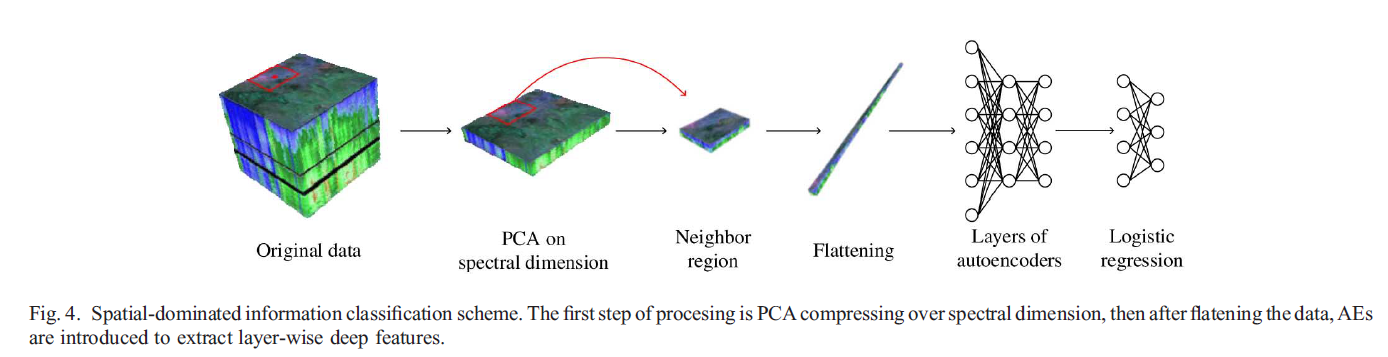 Original data
PCA on
spectral dimension
Neighbor
region
Flattening
Layers of
autoencoders
Logistic
regression
Fig. 4. Spatial-dominated information classification scheme. The first step of procesing is PCA compressing over spectral dimension, then after flatening the data, AEs
are introduced to extract layer-wise deep features.